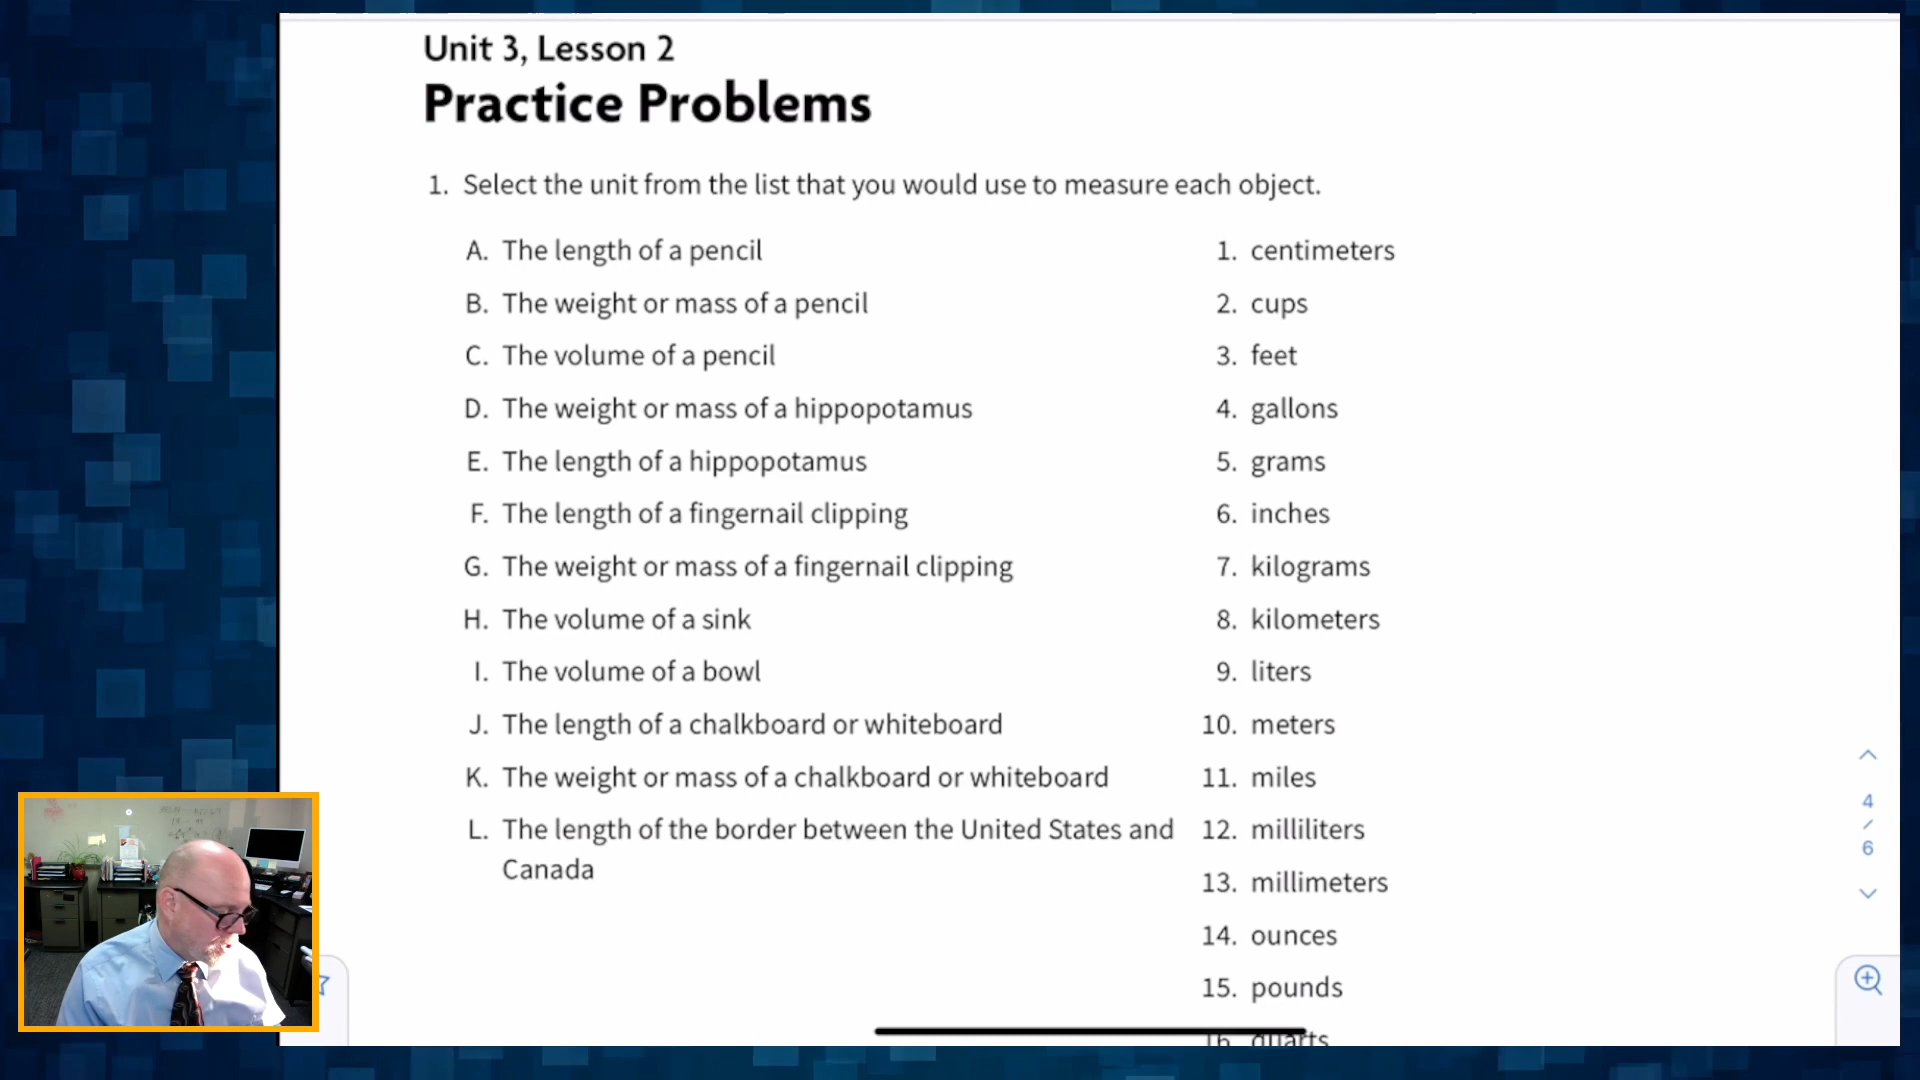 Unit 3, Lesson 2
Practice Problems
1. Select the unit from the list that you would use to measure each object.
A. The length of a pencil
B. The weight or mass of a pencil
C. The volume of a pencil
D. The weight or mass of a hippopotamus
E. The length of a hippopotamus
F. The length of a fingernail clipping
G. The weight or mass of a fingernail clipping
H. The volume of a sink
I. The volume of a bowl
J. The length of a chalkboard or whiteboard
K. The weight or mass of a chalkboard or whiteboard
L. The length of the border between the United States and
Canada
1. centimeters
2. cups
3. feet
4. gallons
5. grams
6. inches
7. kilograms
8. kilometers
9. liters
10. meters
11. miles
12. milliliters
13. millimeters
14. ounces
15. pounds
16. quarts
4
/
6